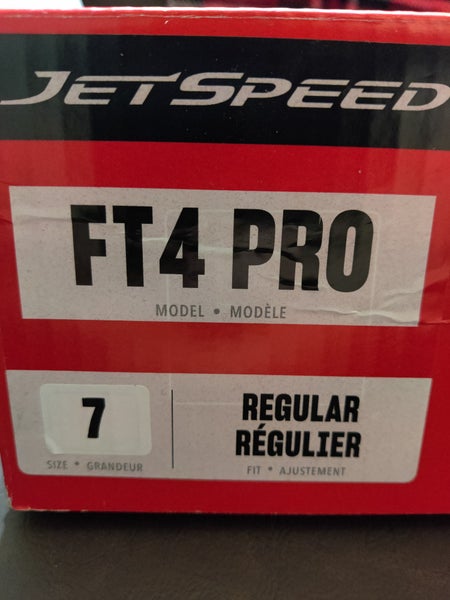 JETSPEED
FT4 PRO
MODEL • MODÈLE
7
SIZE • GRANDEUR
REGULAR
RÉGULIER
FIT • AJUSTEMENT